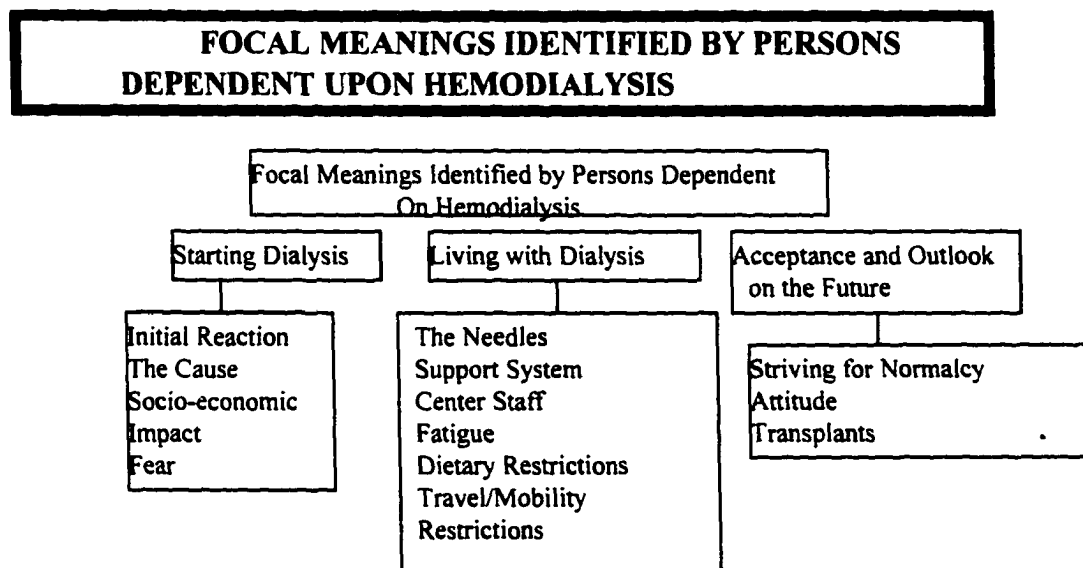 FOCAL MEANINGS IDENTIFIED BY PERSONS
DEPENDENT UPON HEMODIALYSIS
Focal Meanings Identified by Persons Dependent
On Hemodialysis
Starting Dialysis
Initial Reaction
The Cause
Socio-economic
Impact
Fear
Living with Dialysis
The Needles
Support System
Center Staff
Fatigue
Dietary Restrictions
Travel/Mobility
Restrictions
Acceptance and Outlook
on the Future
Striving for Normalcy
Attitude
Transplants